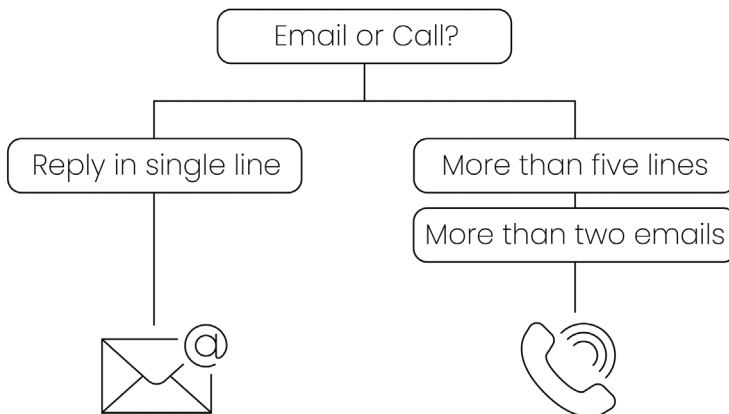 Email or Call?
Reply in single line
More than five lines
More than two emails
@